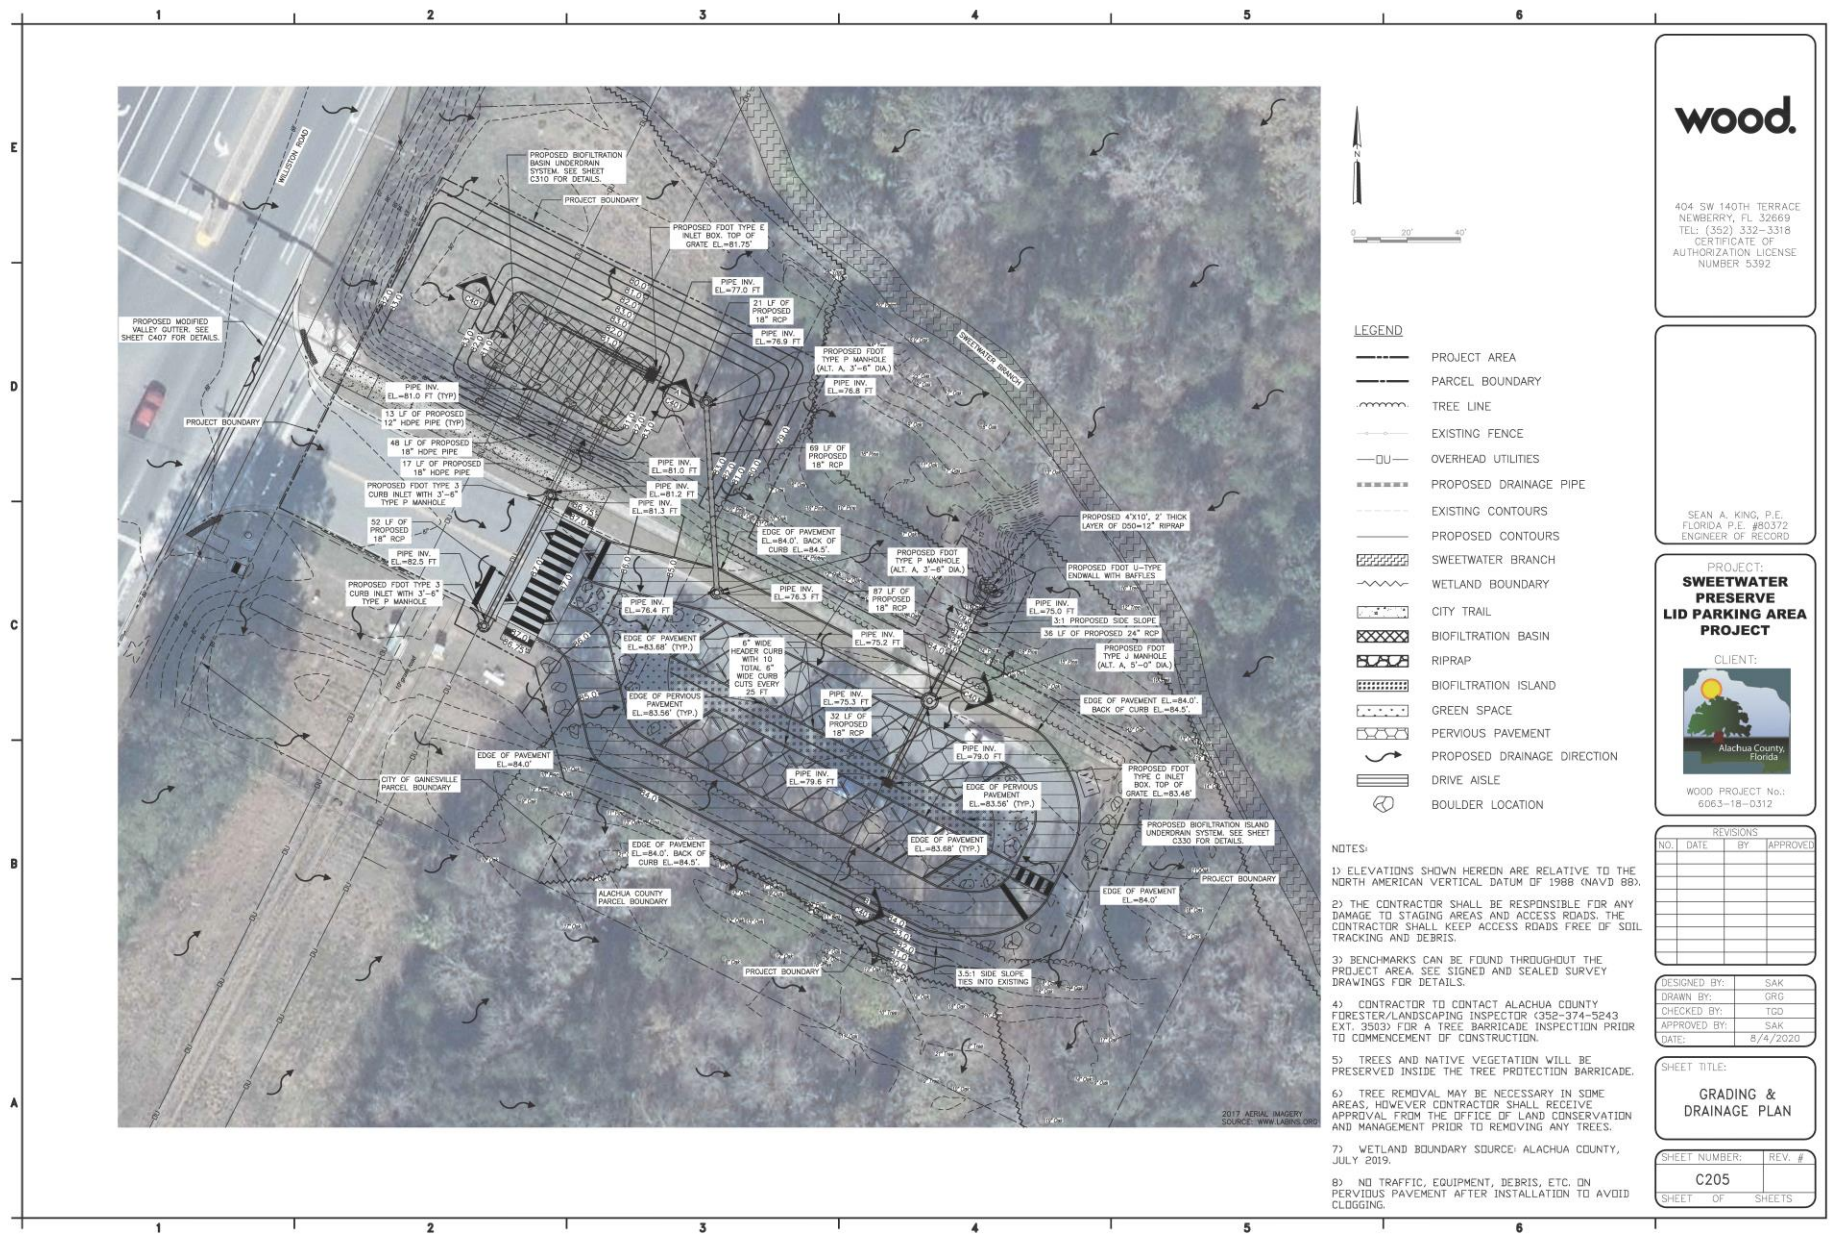 1 2 3 4 5 6
E
D
C
B
A
WILLISTON ROAD
PROPOSED BIOFILTRATION
BASIN UNDERDRAIN
SYSTEM. SEE SHEET
C310 FOR DETAILS.
PROJECT BOUNDARY
PROPOSED FDOT TYPE E
INLET BOX. TOP OF
GRATE EL.=81.75'
PIPE INV.
EL.=77.0 FT
21 LF OF
PROPOSED
18" RCP
PIPE INV.
EL.=76.9 FT
PROPOSED MODIFIED
VALLEY GUTTER. SEE
SHEET C407 FOR DETAILS.
PROPOSED FDOT
TYPE P MANHOLE
(ALT. A, 3'-6" DIA.)
PIPE INV.
EL.=76.8 FT
SWEETWATER BRANCH
PIPE INV.
EL.=81.0 FT (TYP)
13 LF OF PROPOSED
12" HDPE PIPE (TYP)
PROJECT BOUNDARY
48 LF OF PROPOSED
18" HDPE PIPE
17 LF OF PROPOSED
18" HDPE PIPE
PIPE INV.
EL.=81.0 FT
69 LF OF
PROPOSED
18" RCP
PROPOSED FDOT TYPE 3
CURB INLET WITH 3'-6"
TYPE P MANHOLE
PIPE INV.
EL.=81.2 FT
PIPE INV.
EL.=81.3 FT
52 LF OF
PROPOSED
18" RCP
PIPE INV.
EL.=82.5 FT
EDGE OF PAVEMENT
EL.=84.0'. BACK OF
CURB EL.=84.5'.
PROPOSED 4'X10', 2' THICK
LAYER OF D50=12" RIPRAP
PROPOSED FDOT
TYPE P MANHOLE
(ALT. A, 3'-6" DIA.)
PROPOSED FDOT U-TYPE
ENDWALL WITH BAFFLES
PROPOSED FDOT TYPE 3
CURB INLET WITH 3'-6"
TYPE P MANHOLE
PIPE INV.
EL.=76.4 FT
PIPE INV.
EL.=76.3 FT
87 LF OF
PROPOSED
18" RCP
PIPE INV.
EL.=75.0 FT
3:1 PROPOSED SIDE SLOPE
36 LF OF PROPOSED 24" RCP
EDGE OF PAVEMENT
EL.=83.68' (TYP.)
6" WIDE
HEADER CURB
WITH 10
TOTAL 6"
WIDE CURB
CUTS EVERY
25 FT
PIPE INV.
EL.=75.2 FT
PROPOSED FDOT
TYPE J MANHOLE
(ALT. A, 5'-0" DIA.)
EDGE OF PERVIOUS
PAVEMENT
EL.=83.56' (TYP.)
PIPE INV.
EL.=75.3 FT
32 LF OF
PROPOSED
18" RCP
EDGE OF PAVEMENT EL.=84.0'.
BACK OF CURB EL.=84.5'.
EDGE OF PAVEMENT
EL.=84.0'
PIPE INV.
EL.=79.0 FT
CITY OF GAINESVILLE
PARCEL BOUNDARY
PIPE INV.
EL.=79.6 FT
EDGE OF PERVIOUS
PAVEMENT
EL.=83.56' (TYP.)
PROPOSED FDOT
TYPE C INLET
BOX. TOP OF
GRATE EL.=83.48'
EDGE OF PAVEMENT
EL.=84.0'. BACK OF
CURB EL.=84.5'.
EDGE OF PAVEMENT
EL.=83.68' (TYP.)
PROPOSED BIOFILTRATION ISLAND
UNDERDRAIN SYSTEM. SEE SHEET
C330 FOR DETAILS.
PROJECT BOUNDARY
ALACHUA COUNTY
PARCEL BOUNDARY
EDGE OF PAVEMENT
EL.=84.0'
PROJECT BOUNDARY
3.5:1 SIDE SLOPE
TIES INTO EXISTING
2017 AERIAL IMAGERY
SOURCE: WWW.LABINS.ORG
N
0 20' 40'
LEGEND
PROJECT AREA
PARCEL BOUNDARY
TREE LINE
EXISTING FENCE
OU OVERHEAD UTILITIES
PROPOSED DRAINAGE PIPE
EXISTING CONTOURS
PROPOSED CONTOURS
SWEETWATER BRANCH
WETLAND BOUNDARY
CITY TRAIL
BIOFILTRATION BASIN
RIPRAP
BIOFILTRATION ISLAND
GREEN SPACE
PERVIOUS PAVEMENT
PROPOSED DRAINAGE DIRECTION
DRIVE AISLE
BOULDER LOCATION
NOTES:
1) ELEVATIONS SHOWN HEREON ARE RELATIVE TO THE
NORTH AMERICAN VERTICAL DATUM OF 1988 (NAVD 88).
2) THE CONTRACTOR SHALL BE RESPONSIBLE FOR ANY
DAMAGE TO STAGING AREAS AND ACCESS ROADS. THE
CONTRACTOR SHALL KEEP ACCESS ROADS FREE OF SOIL
TRACKING AND DEBRIS.
3) BENCHMARKS CAN BE FOUND THROUGHOUT THE
PROJECT AREA. SEE SIGNED AND SEALED SURVEY
DRAWINGS FOR DETAILS.
4) CONTRACTOR TO CONTACT ALACHUA COUNTY
FORESTER/LANDSCAPING INSPECTOR (352-374-5243
EXT. 3503) FOR A TREE BARRICADE INSPECTION PRIOR
TO COMMENCEMENT OF CONSTRUCTION.
5) TREES AND NATIVE VEGETATION WILL BE
PRESERVED INSIDE THE TREE PROTECTION BARRICADE.
6) TREE REMOVAL MAY BE NECESSARY IN SOME
AREAS, HOWEVER CONTRACTOR SHALL RECEIVE
APPROVAL FROM THE OFFICE OF LAND CONSERVATION
AND MANAGEMENT PRIOR TO REMOVING ANY TREES.
7) WETLAND BOUNDARY SOURCE: ALACHUA COUNTY,
JULY 2019.
8) NO TRAFFIC, EQUIPMENT, DEBRIS, ETC. ON
PERVIOUS PAVEMENT AFTER INSTALLATION TO AVOID
CLOGGING.
wood.
404 SW 140TH TERRACE
NEWBERRY, FL 32669
TEL: (352) 332-3318
CERTIFICATE OF
AUTHORIZATION LICENSE
NUMBER 5392
SEAN A. KING, P.E.
FLORIDA P.E. #80372
ENGINEER OF RECORD
PROJECT:
SWEETWATER
PRESERVE
LID PARKING AREA
PROJECT
CLIENT:
Alachua County,
Florida
WOOD PROJECT No.:
6063-18-0312
REVISIONS
NO. DATE BY APPROVED
DESIGNED BY: SAK
DRAWN BY: GRG
CHECKED BY: TGD
APPROVED BY: SAK
DATE: 8/4/2020
SHEET TITLE:
GRADING &
DRAINAGE PLAN
SHEET NUMBER: REV. #
C205
SHEET OF SHEETS
1 2 3 4 5 6